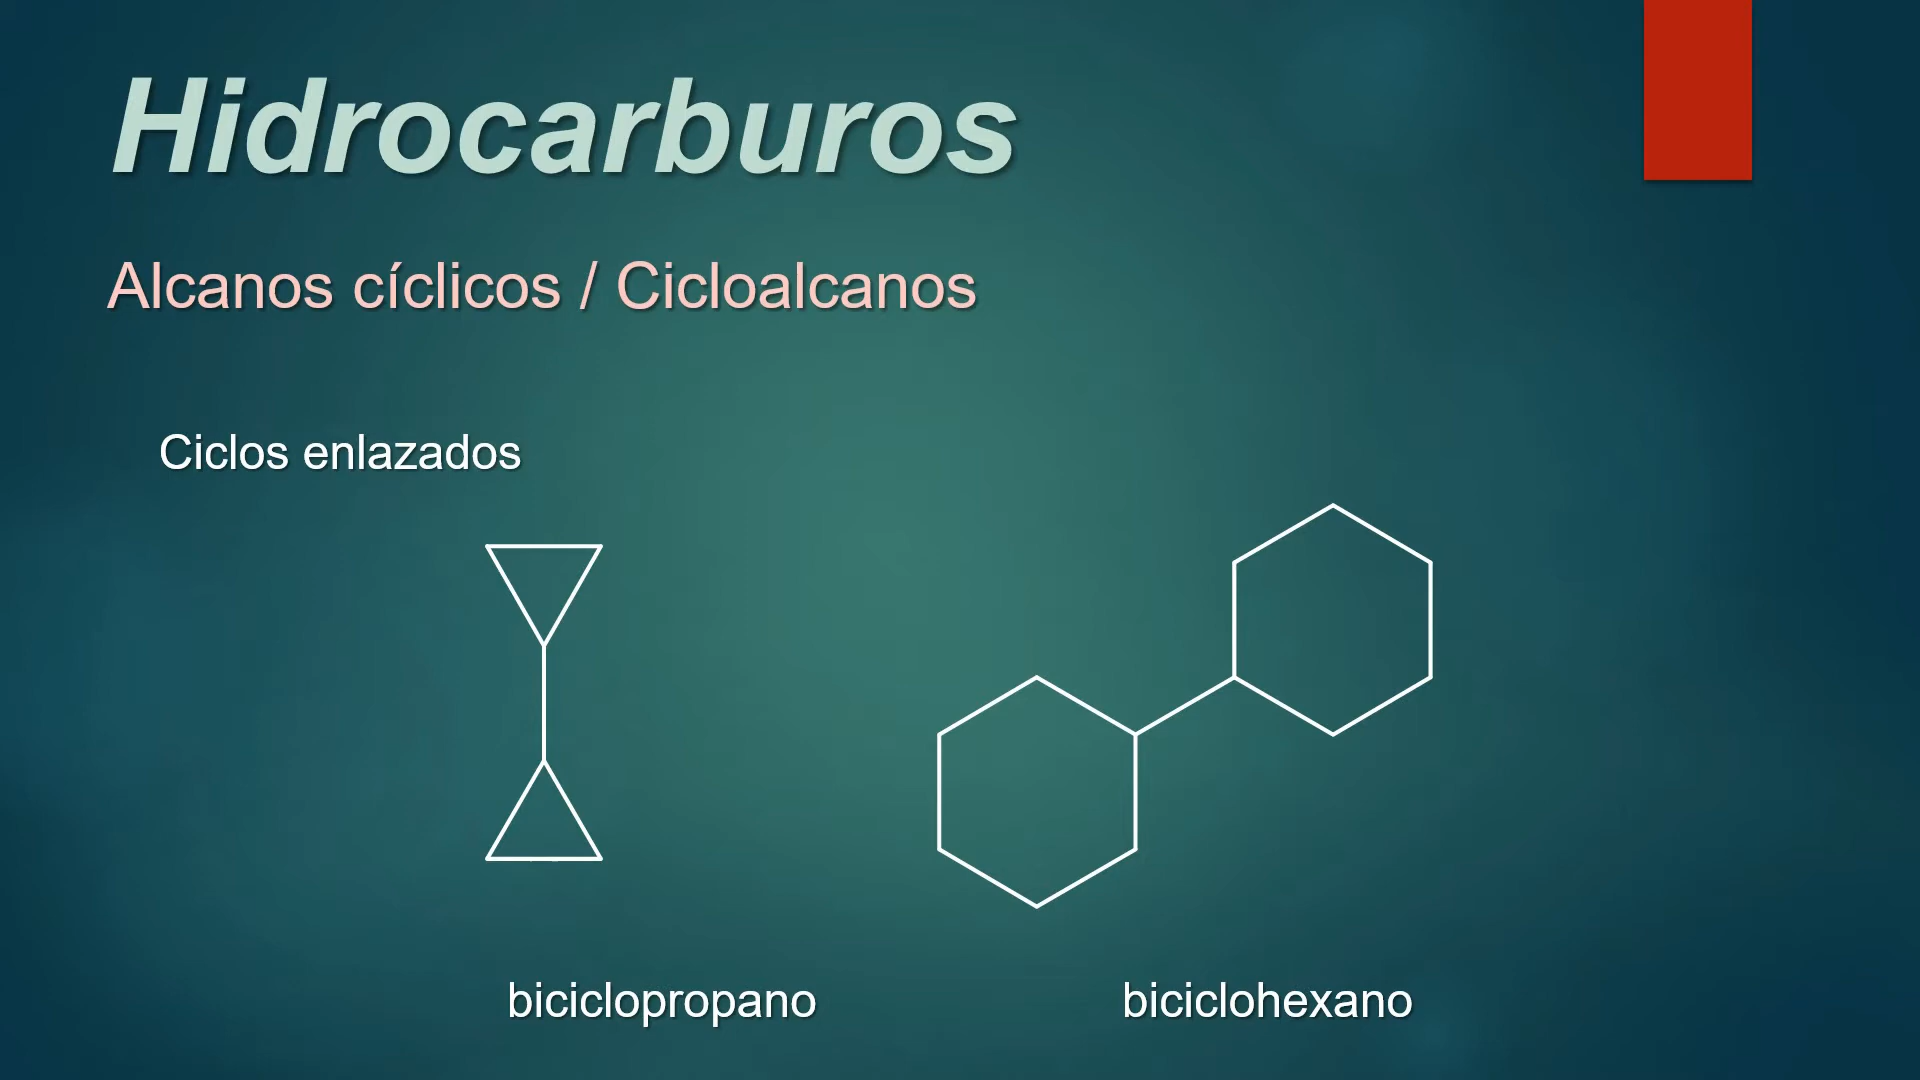 Hidrocarburos
Alcanos cíclicos / Cicloalcanos
Ciclos enlazados
biciclopropano
biciclohexano